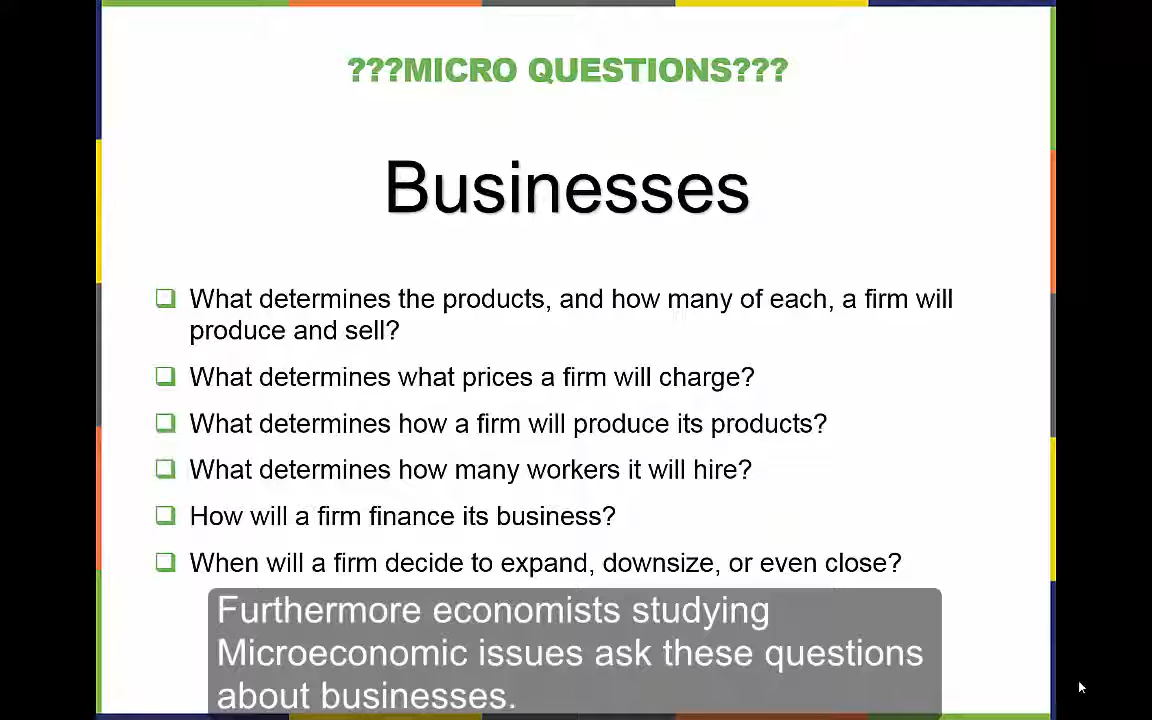 ???MICRO QUESTIONS???
Businesses
❑ What determines the products, and how many of each, a firm will
produce and sell?
❑ What determines what prices a firm will charge?
❑ What determines how a firm will produce its products?
❑ What determines how many workers it will hire?
❑ How will a firm finance its business?
❑ When will a firm decide to expand, downsize, or even close?
Furthermore economists studying
Microeconomic issues ask these questions
about businesses.